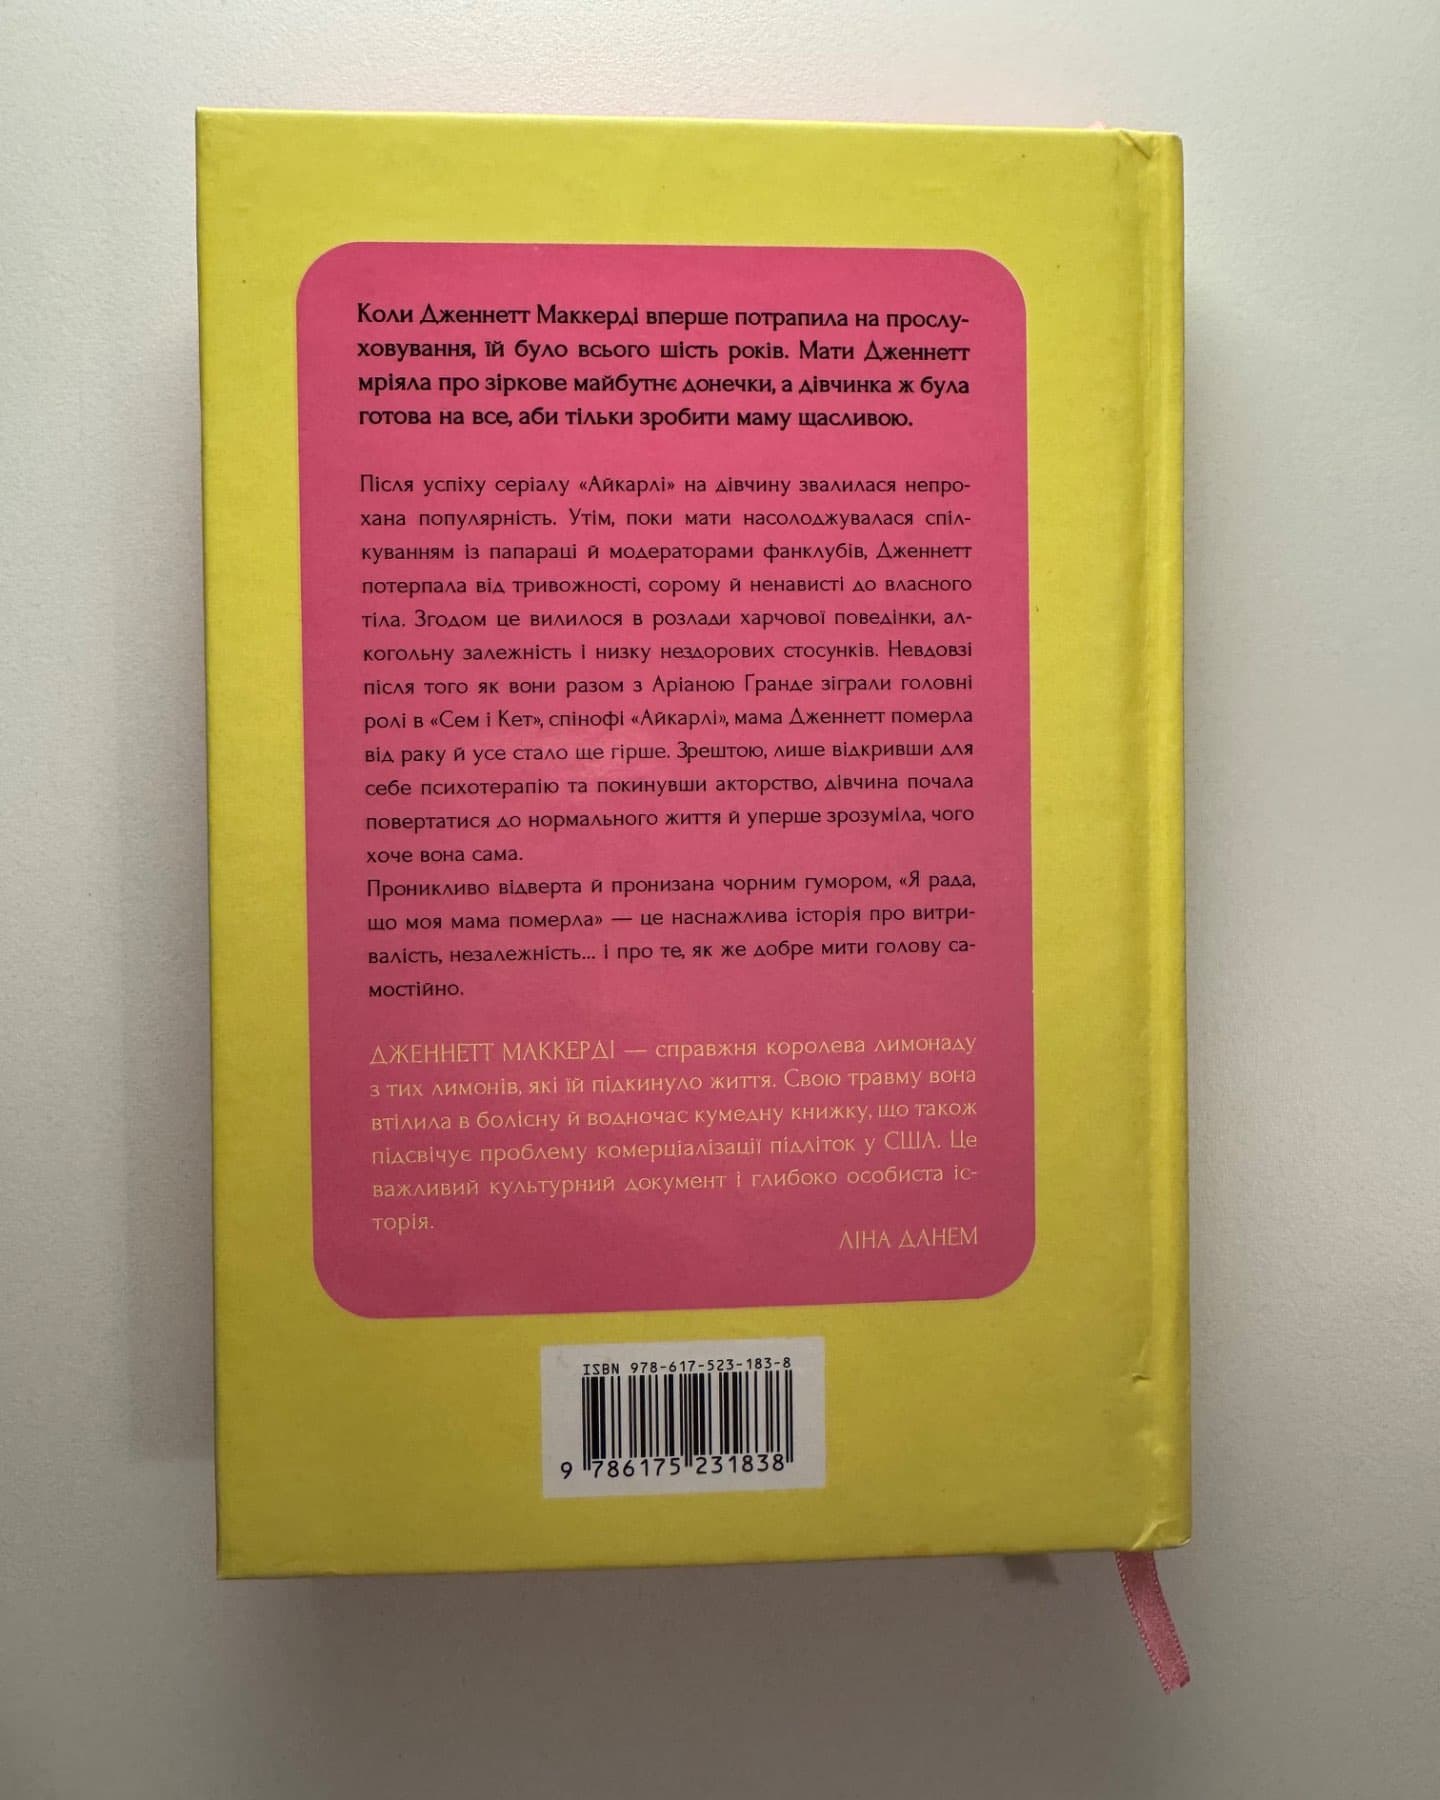 Коли Дженнетт Маккерді вперше потрапила на прослу-
ховування, їй було всього шість років. Мати Дженнетт
мріяла про зіркове майбутнє донечки, а дівчинка ж була
готова на все, аби тільки зробити маму щасливою.
Після успіху серіалу «Айкарлі» на дівчину звалилася непро-
хана популярність. Утім, поки мати насолоджувалася спіл-
куванням із папараці й модераторами фанклубів, Дженнетт
потерпала від тривожності, сорому й ненависті до власного
тіла. Згодом це вилилося в розлади харчової поведінки, ал-
когольну залежність і низку нездорових стосунків. Невдовзі
після того як вони разом з Аріаною Ґранде зіграли головні
ролі в «Сем і Кет», спінофі «Айкарлі», мама Дженнетт померла
від раку й усе стало ще гірше. Зрештою, лише відкривши для
себе психотерапію та покинувши акторство, дівчина почала
повертатися до нормального життя й уперше зрозуміла, чого
хоче вона сама.
Проникливо відверта й пронизана чорним гумором, «Я рада,
що моя мама померла» — це наснажлива історія про витри-
валість, незалежність... і про те, як же добре мити голову са-
мостійно.
ДЖЕННЕТТ МАККЕРДІ — справжня королева лимонаду
з тих лимонів, які їй підкинуло життя. Свою травму вона
втілила в болісну й водночас кумедну книжку, що також
підсвічує проблему комерціалізації підліток у США. Це
важливий культурний документ і глибоко особиста іс-
торія.
ЛІНА ДАНЕМ
ISBN 978-617-523-183-8
9 786175 231838